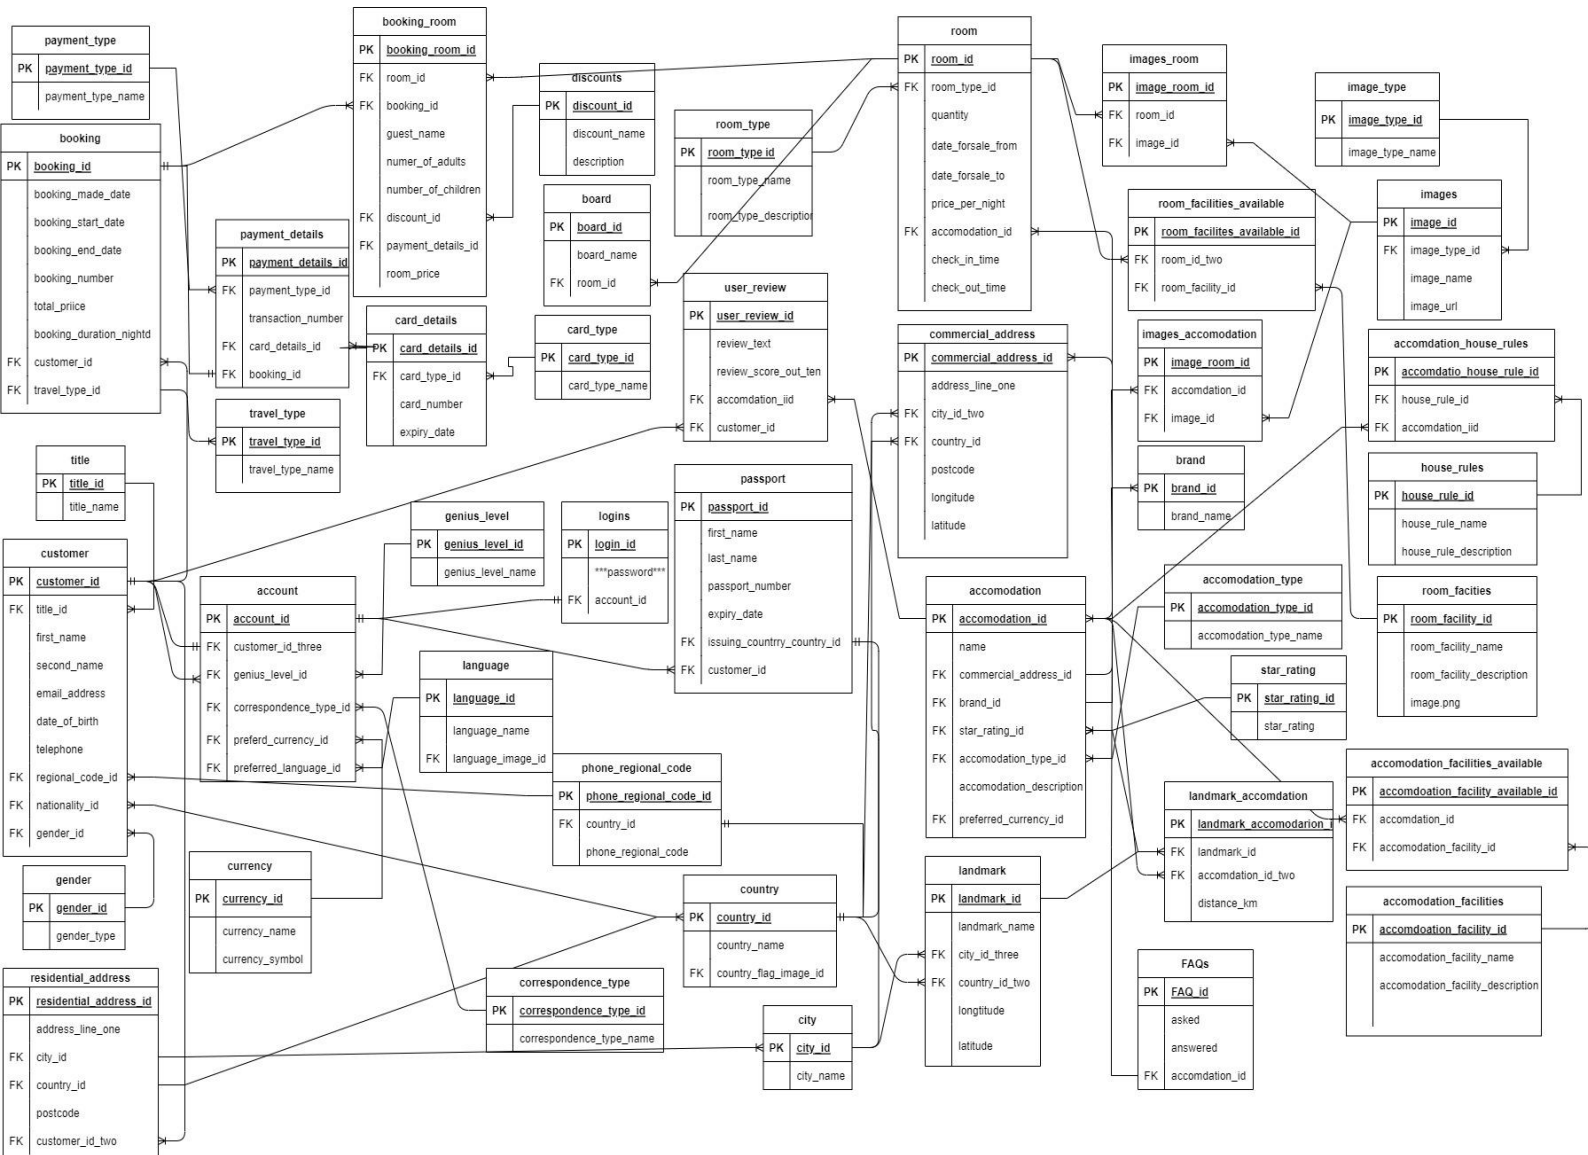 payment_type
PK payment_type_id
payment_type_name
booking
PK booking_id
booking_made_date
booking_start_date
booking_end_date
booking_number
total_priice
booking_duration_nightd
FK customer_id
FK travel_type_id
booking_room
PK booking_room_id
FK room_id
FK booking_id
guest_name
numer_of_adults
number_of_children
FK discount_id
FK payment_details_id
room_price
payment_details
PK payment_details_id
FK payment_type_id
transaction_number
FK card_details_id
FK booking_id
travel_type
PK travel_type_id
travel_type_name
card_details
PK card_details_id
FK card_type_id
card_number
expiry_date
discounts
PK discount_id
discount_name
description
board
PK board_id
board_name
FK room_id
card_type
PK card_type_id
card_type_name
room_type
PK room_type id
room_type_name
room_type_description
user_review
PK user_review_id
review_text
review_score_out_ten
FK accomdation_iid
FK customer_id
room
PK room_id
FK room_type_id
quantity
date_forsale_from
date_forsale_to
price_per_night
FK accomodation_id
check_in_time
check_out_time
images_room
PK image_room_id
FK room_id
FK image_id
image_type
PK image_type_id
image_type_name
room_facilities_available
PK room_facilites_available_id
FK room_id_two
FK room_facility_id
images
PK image_id
FK image_type_id
image_name
image_url
commercial_address
PK commercial_address_id
address_line_one
FK city_id_two
FK country_id
postcode
longitude
latitude
images_accomodation
PK image_room_id
FK accomdation_id
FK image_id
accomdation_house_rules
PK accomdatio_house_rule_id
FK house_rule_id
FK accomdation_iid
brand
PK brand_id
brand_name
house_rules
PK house_rule_id
house_rule_name
house_rule_description
title
PK title_id
title_name
customer
PK customer_id
FK title_id
first_name
second_name
email_address
date_of_birth
telephone
FK regional_code_id
FK nationality_id
FK gender_id
gender
PK gender_id
gender_type
residential_address
PK residential_address_id
address_line_one
FK city_id
FK country_id
postcode
FK customer_id_two
account
PK account_id
FK customer_id_three
FK genius_level_id
FK correspondence_type_id
FK preferd_currency_id
FK preferred_language_id
currency
PK currency_id
currency_name
currency_symbol
genius_level
PK genius_level_id
genius_level_name
logins
PK login_id
***password***
FK account_id
language
PK language_id
language_name
FK language_image_id
passport
PK passport_id
first_name
last_name
passport_number
expiry_date
FK issuing_countrry_country_id
FK customer_id
phone_regional_code
PK phone_regional_code_id
FK country_id
phone_regional_code
country
PK country_id
country_name
FK country_flag_image_id
correspondence_type
PK correspondence_type_id
correspondence_type_name
city
PK city_id
city_name
accomodation
PK accomodation_id
name
FK commercial_address_id
FK brand_id
FK star_rating_id
FK accomodation_type_id
accomodation_description
FK preferred_currency_id
landmark
PK landmark_id
landmark_name
FK city_id_three
FK country_id_two
longtitude
latitude
accomodation_type
PK accomodation_type_id
accomodation_type_name
star_rating
PK star_rating_id
star_rating
room_facities
PK room_facility_id
room_facility_name
room_facility_description
image.png
landmark_accomdation
PK landmark_accomodarion_i
FK landmark_id
FK accomdation_id_two
distance_km
accomodation_facilities_available
PK accomdoation_facility_available_id
FK accomdation_id
FK accomodation_facility_id
accomodation_facilities
PK accomdoation_facility_id
accomodation_facility_name
accomodation_facility_description
FAQs
PK FAQ_id
asked
answered
FK accomdation_id